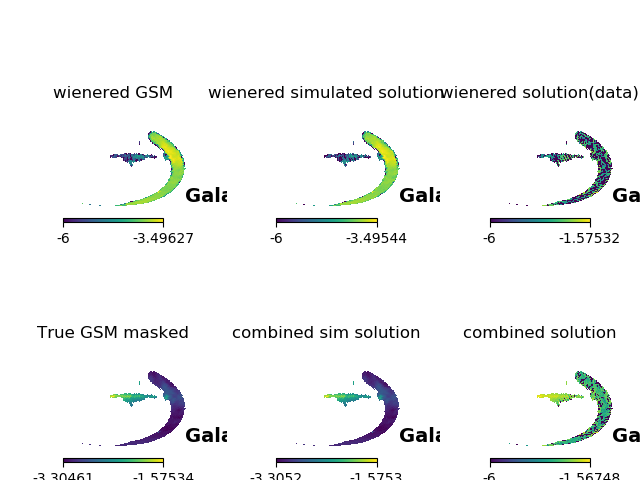 wienered GSM
wienered simulated solution
wienered solution(data)
Gala
Gala
Ga
-6 -3.49627
-6 -3.49544
-6 -1.57532
True GSM masked
combined sim solution
combined solution
Gala
Gala
Ga
-3.30461 -1.57534
-3.3052 -1.5753
-6 -1.56748